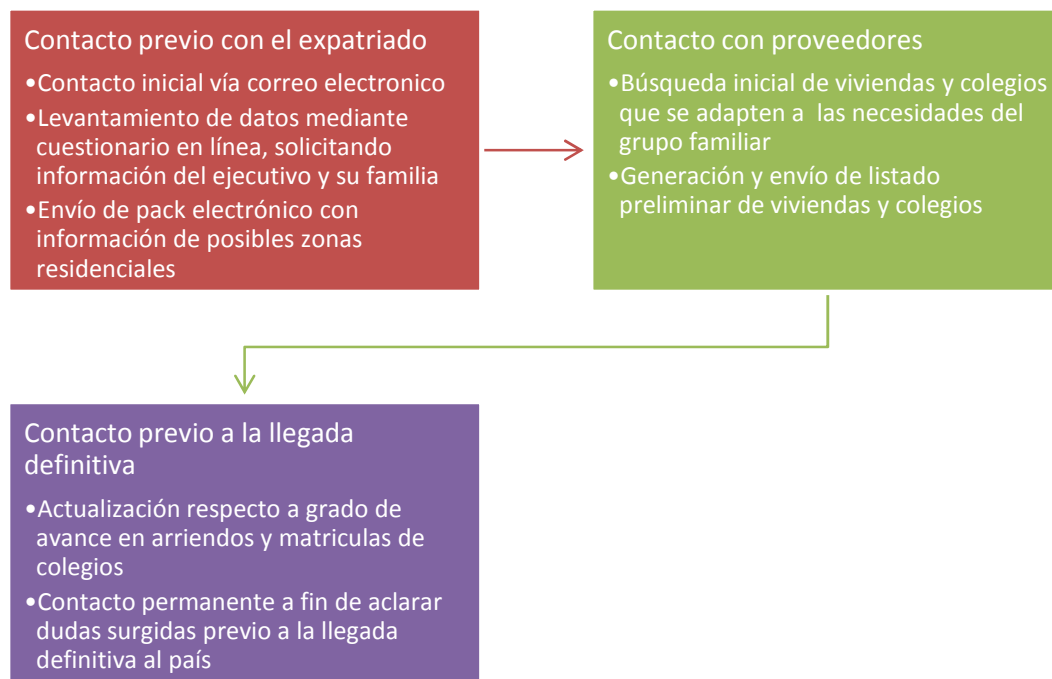 Contacto previo con el expatriado
•Contacto inicial vía correo electronico
•Levantamiento de datos mediante
cuestionario en línea, solicitando
información del ejecutivo y su familia
•Envío de pack electrónico con
información de posibles zonas
residenciales
Contacto con proveedores
•Búsqueda inicial de viviendas y colegios
que se adapten a las necesidades del
grupo familiar
•Generación y envío de listado
preliminar de viviendas y colegios
Contacto previo a la llegada
definitiva
•Actualización respecto a grado de
avance en arriendos y matriculas de
colegios
•Contacto permanente a fin de aclarar
dudas surgidas previo a la llegada
definitiva al país